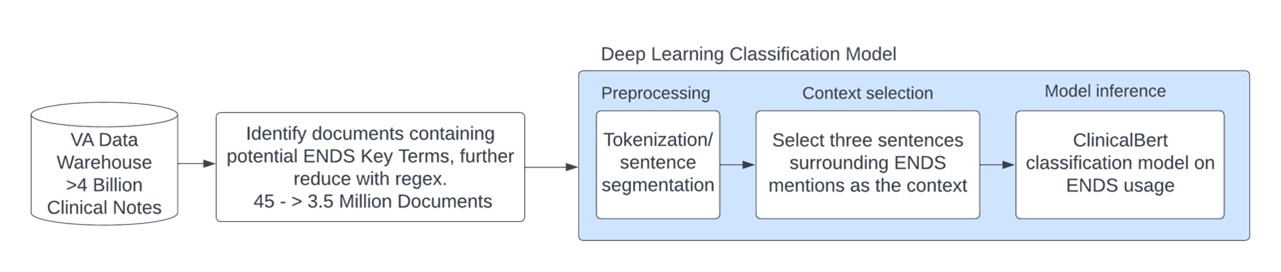 Deep Learning Classification Model
VA Data
Warehouse
>4 Billion
Clinical Notes
Identify documents containing
potential ENDS Key Terms, further
reduce with regex.
45 - > 3.5 Million Documents
Preprocessing
Tokenization/
sentence
segmentation
Context selection
Select three sentences
surrounding ENDS
mentions as the context
Model inference
ClinicalBert
classification model on
ENDS usage